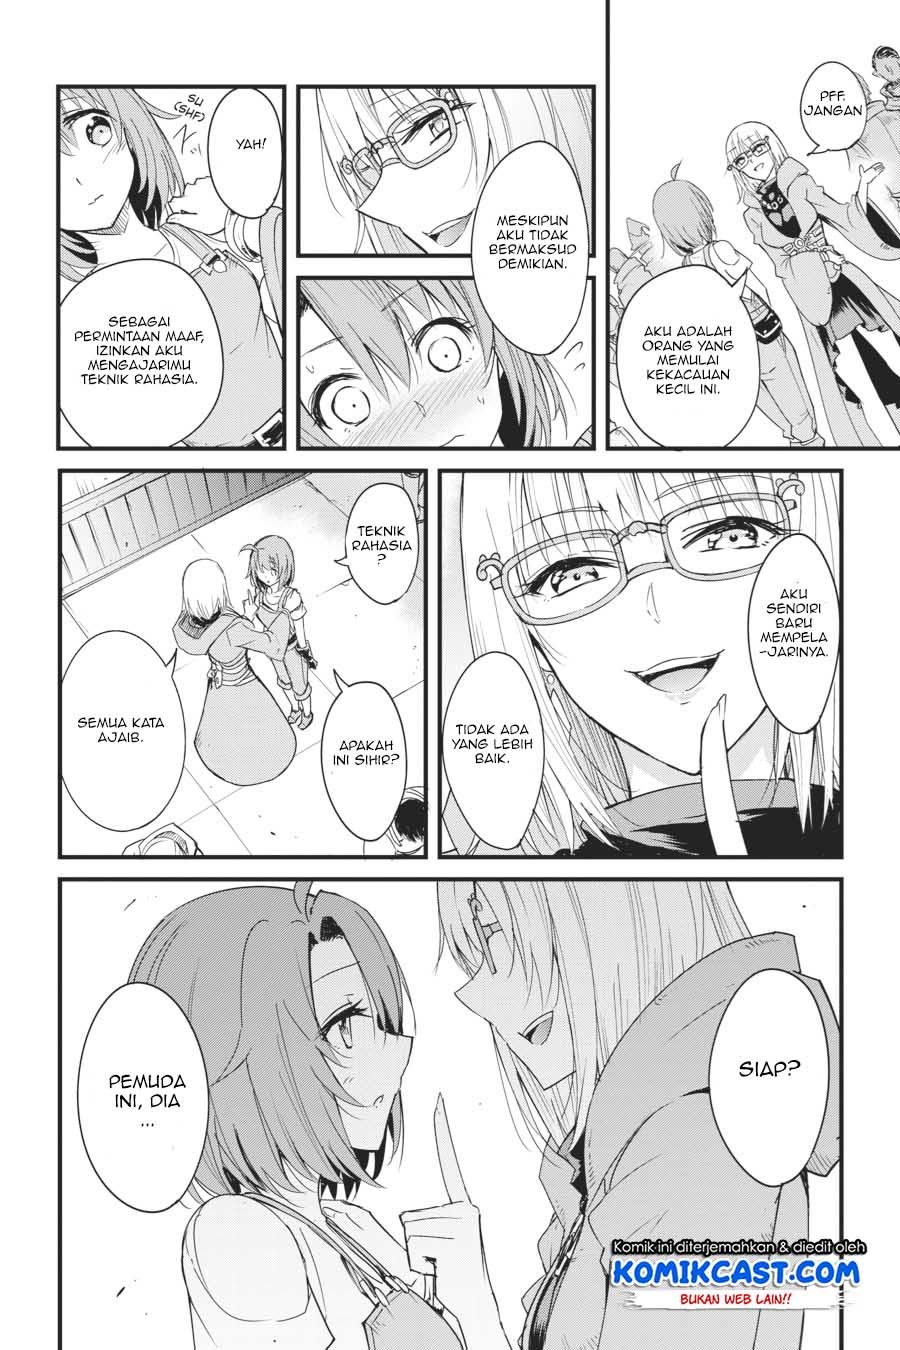 PFF.
JANGAN
AKU ADALAH
ORANG YANG
MEMULAI
KEKACAUAN
KECIL INI.
MESKIPUN
AKU TIDAK
BERMAKSUD
DEMIKIAN.
SU
(SHF)
YAH!
SEBAGAI
PERMINTAAN MAAF,
IZINKAN AKU
MENGAJARIMU
TEKNIK RAHASIA.
AKU
SENDIRI
BARU
MEMPELA
-JARINYA.
TIDAK ADA
YANG LEBIH
BAIK.
TEKNIK
RAHASIA
?
APAKAH
INI SIHIR?
SEMUA KATA
AJAIB.
SIAP?
PEMUDA
INI, DIA
...
Komik ini diterjemahkan & diedit oleh
KOMIKCAST.COM
BUKAN WEB LAIN!!